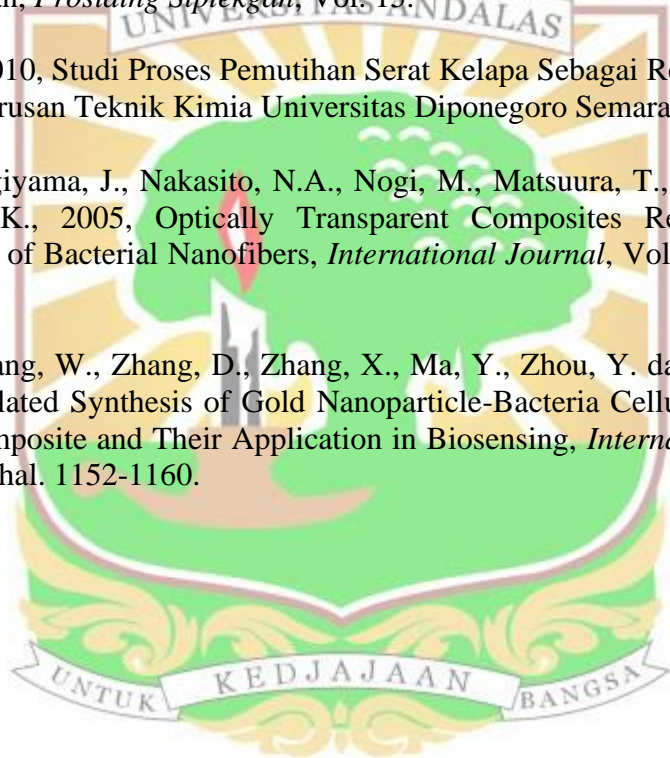 Prosiding Siptekgan, Vol. 13.
UNIVERSITAS ANDALAS
010, Studi Proses Pemutihan Serat Kelapa Sebagai R
rusan Teknik Kimia Universitas Diponegoro Semara
giyama, J., Nakasito, N.A., Nogi, M., Matsuura, T.,
K., 2005, Optically Transparent Composites Re
of Bacterial Nanofibers, International Journal, Vol
ang, W., Zhang, D., Zhang, X., Ma, Y., Zhou, Y. da
lated Synthesis of Gold Nanoparticle-Bacteria Cellu
mposite and Their Application in Biosensing, Interna
hal. 1152-1160.
UNTUK KEDJAJAAN BANGSA